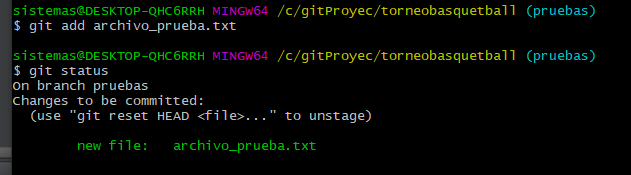 sistemas@DESKTOP-QHC6RRH MINGW64 /c/gitProyec/torneobasquetball (pruebas)
$ git add archivo_prueba.txt
sistemas@DESKTOP-QHC6RRH MINGW64 /c/gitProyec/torneobasquetball (pruebas)
$ git status
On branch pruebas
Changes to be committed:
  (use "git reset HEAD <file>..." to unstage)
        new file:   archivo_prueba.txt